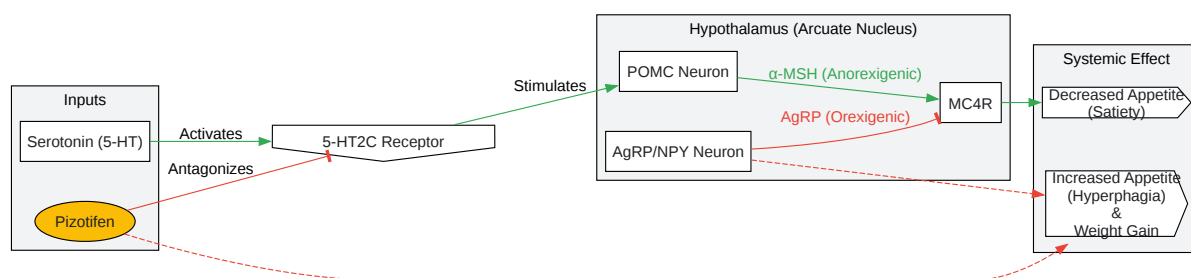 Inputs
Serotonin (5-HT)
Pizotifen
Activates
Antagonizes
5-HT2C Receptor
Stimulates
Hypothalamus (Arcuate Nucleus)
POMC Neuron
α-MSH (Anorexigenic)
AgRP (Orexigenic)
AgRP/NPY Neuron
MC4R
Systemic Effect
Decreased Appetite
(Satiety)
Increased Appetite
(Hyperphagia)
&
Weight Gain